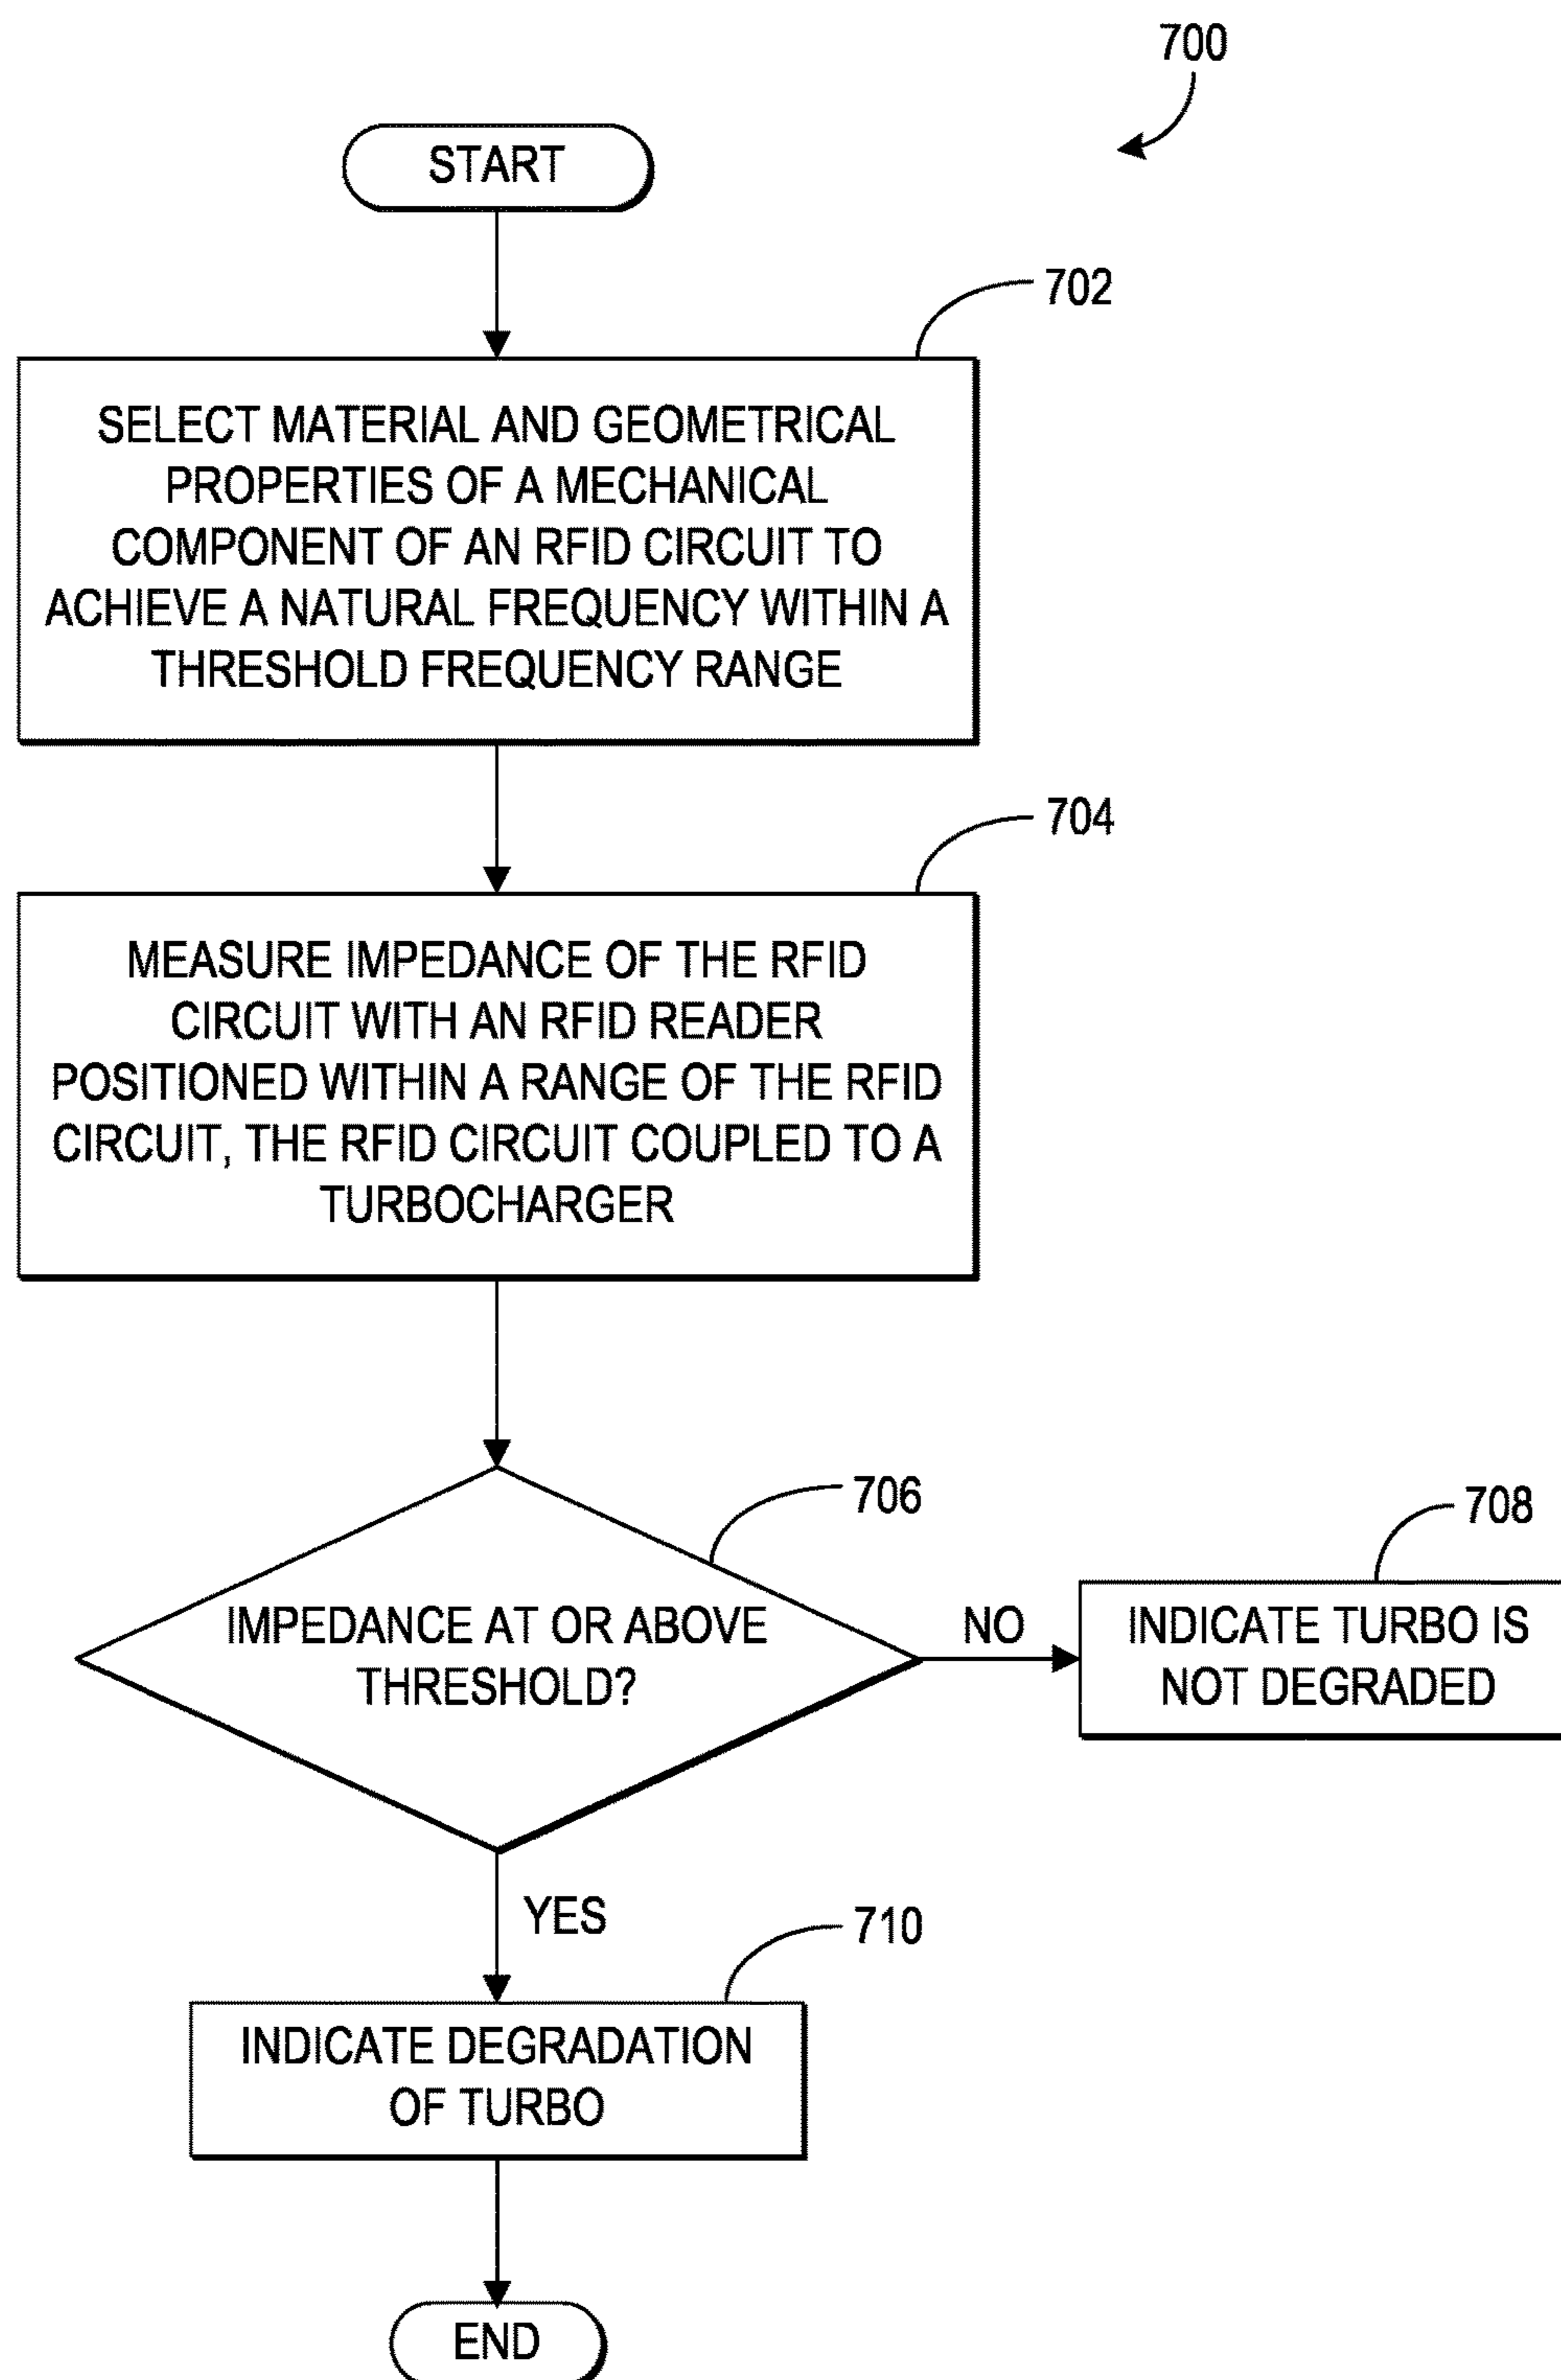 700
START
702
SELECT MATERIAL AND GEOMETRICAL
PROPERTIES OF A MECHANICAL
COMPONENT OF AN RFID CIRCUIT TO
ACHIEVE A NATURAL FREQUENCY WITHIN A
THRESHOLD FREQUENCY RANGE
704
MEASURE IMPEDANCE OF THE RFID
CIRCUIT WITH AN RFID READER
POSITIONED WITHIN A RANGE OF THE RFID
CIRCUIT, THE RFID CIRCUIT COUPLED TO A
TURBOCHARGER
706
IMPEDANCE AT OR ABOVE
THRESHOLD?
NO
708
INDICATE TURBO IS
NOT DEGRADED
YES
710
INDICATE DEGRADATION
OF TURBO
END